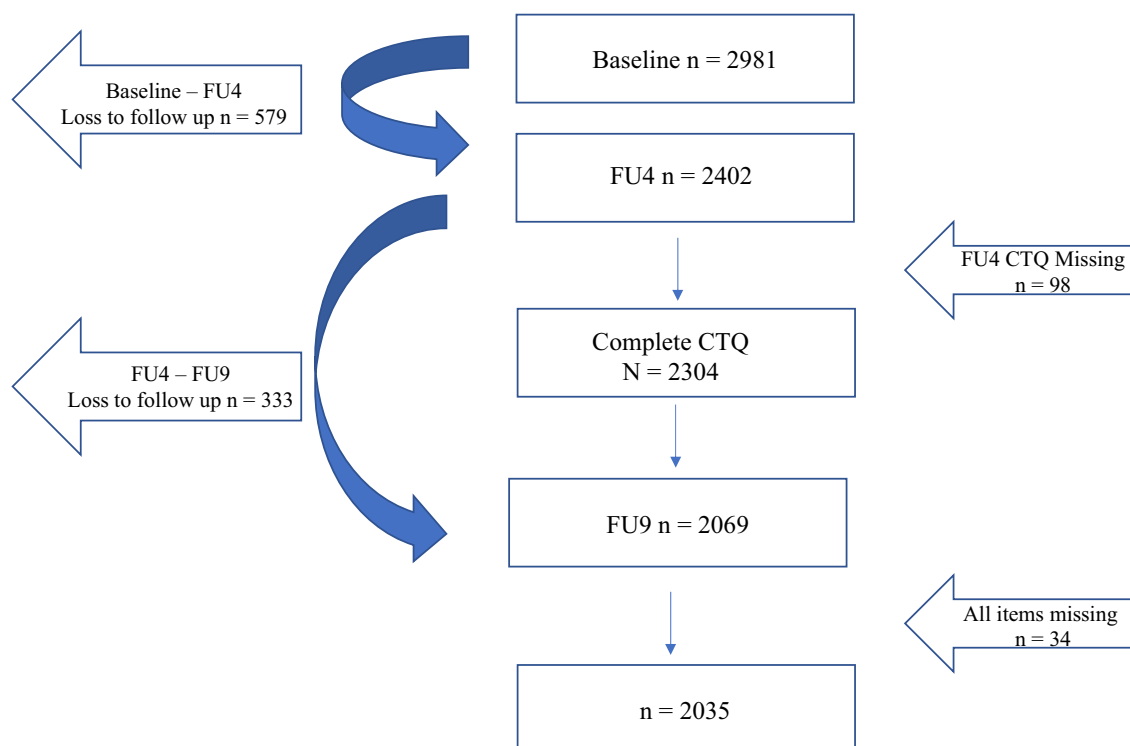 Baseline n = 2981
Baseline – FU4
Loss to follow up n = 579
FU4 n = 2402
FU4 CTQ Missing
n = 98
Complete CTQ
N = 2304
FU4 – FU9
Loss to follow up n = 333
FU9 n = 2069
All items missing
n = 34
n = 2035